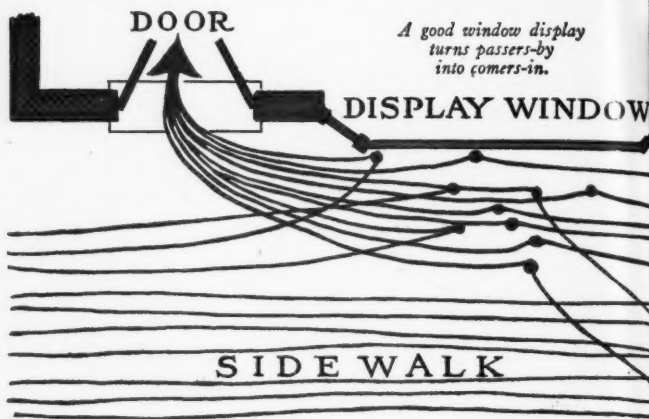 DOOR
A good window display
turns passers-by
into comers-in.
DISPLAY WINDOW
SIDEWALK